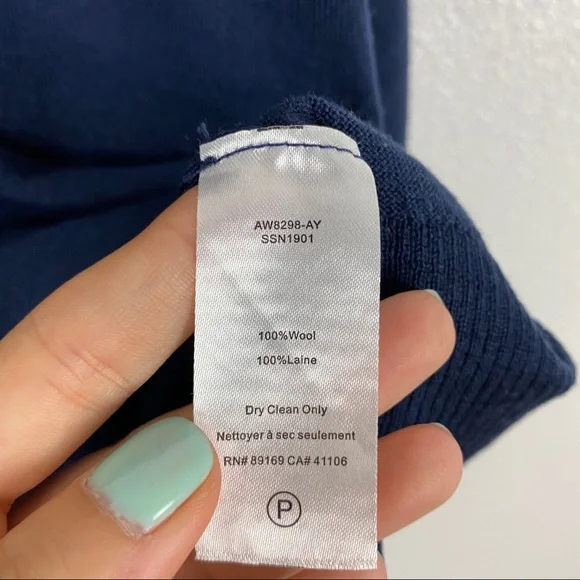 AW8298-AY
SSN1901
100%Wool
100%Laine
Dry Clean Only
Nettoyer à sec seulement
RN# 89169 CA# 41106
P